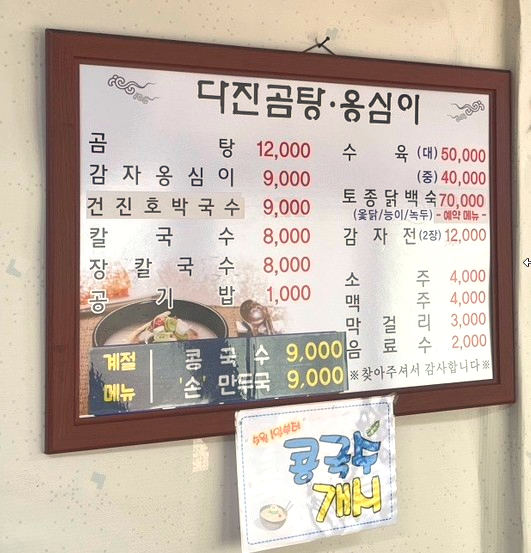 다진곰탕·옹심이
곰탕 12,000
감자옹심이 9,000
건진호박국수 9,000
칼국수 8,000
장칼국수 8,000
공기밥 1,000
계절메뉴
콩국수 9,000
'손'만두국 9,000
수육 (대) 50,000
(중) 40,000
토종닭백숙 70,000
(옻닭/능이/녹두) - 예약 메뉴 -
감자전(2장) 12,000
소주 4,000
맥주 4,000
막걸리 3,000
음료수 2,000
※찾아주셔서 감사합니다※
콩국수
개시